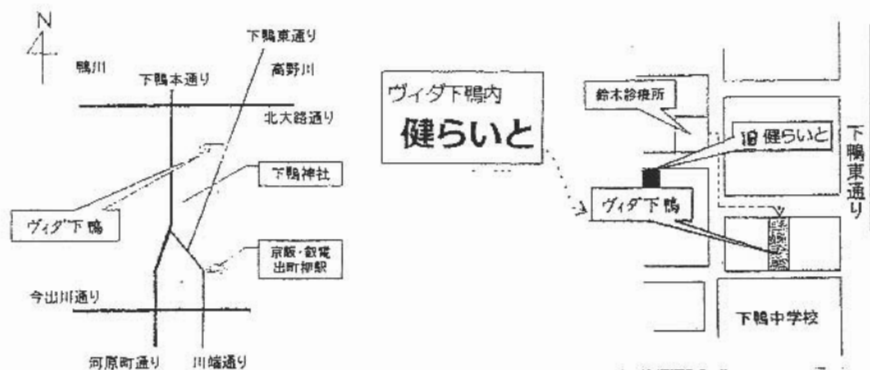 N
下鴨東通り
鴨川
下鴨本通り
高野川
北大路通り
下鴨神社
ヴィダ下鴨
京阪・叡電
出町柳駅
今出川通り
河原町通り
川端通り
ヴィダ下鴨内
健らいと
鈴木診療所
旧 健らいと
下鴨東通り
ヴィダ下鴨
下鴨中学校